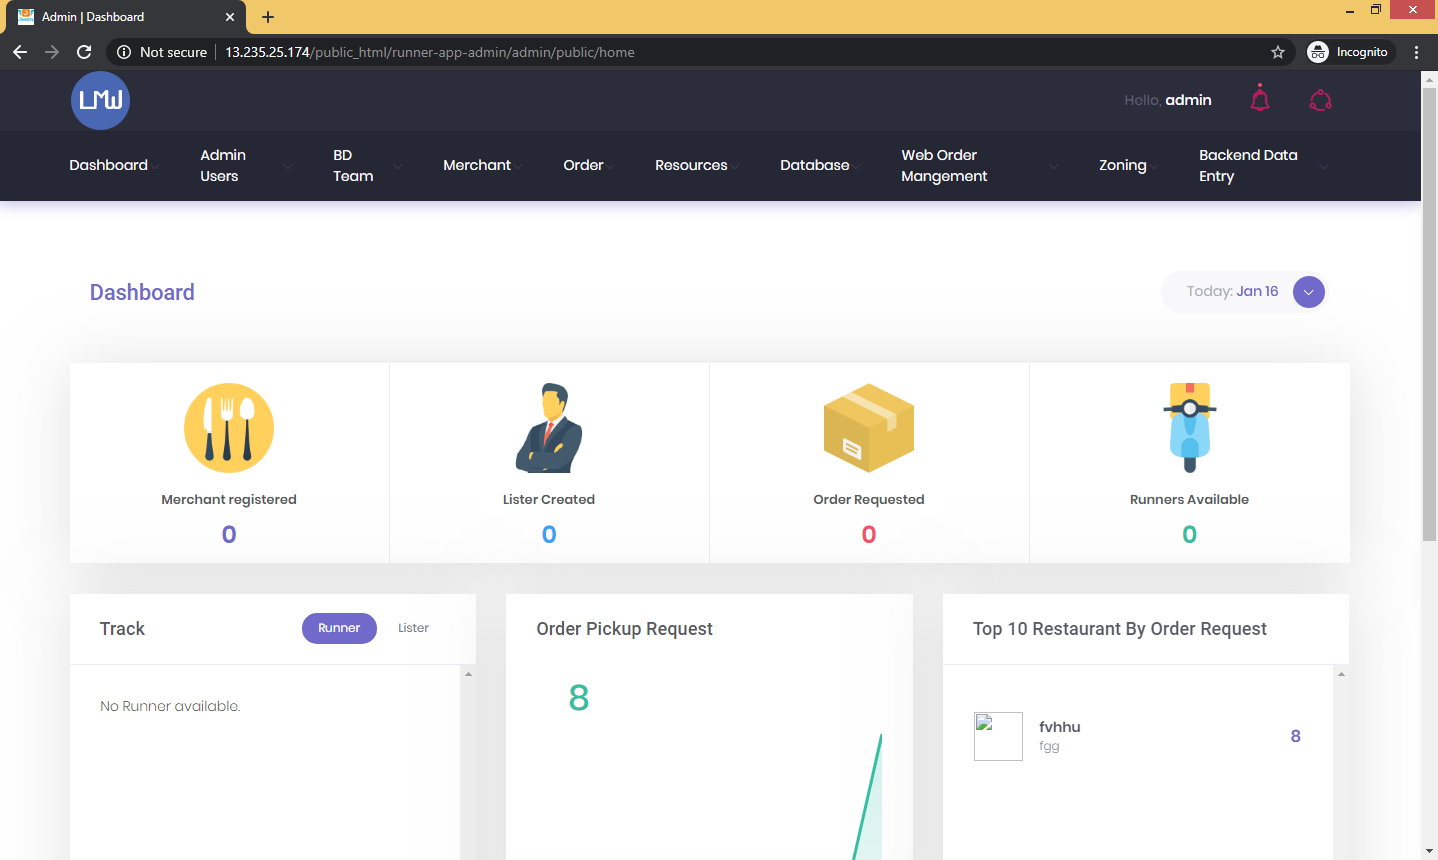 Admin | Dashboard
Not secure
13.235.25.174/public_html/runner-app-admin/admin/public/home
Incognito
LMW
Hello, admin
Dashboard
Admin
Users
BD
Team
Merchant
Order
Resources
Database
Web Order
Mangement
Zoning
Backend Data
Entry
Dashboard
Today: Jan 16
Merchant registered
0
Lister Created
0
Order Requested
0
Runners Available
0
Track
Runner
Lister
No Runner available.
Order Pickup Request
8
Top 10 Restaurant By Order Request
fvhhu
fgg
8